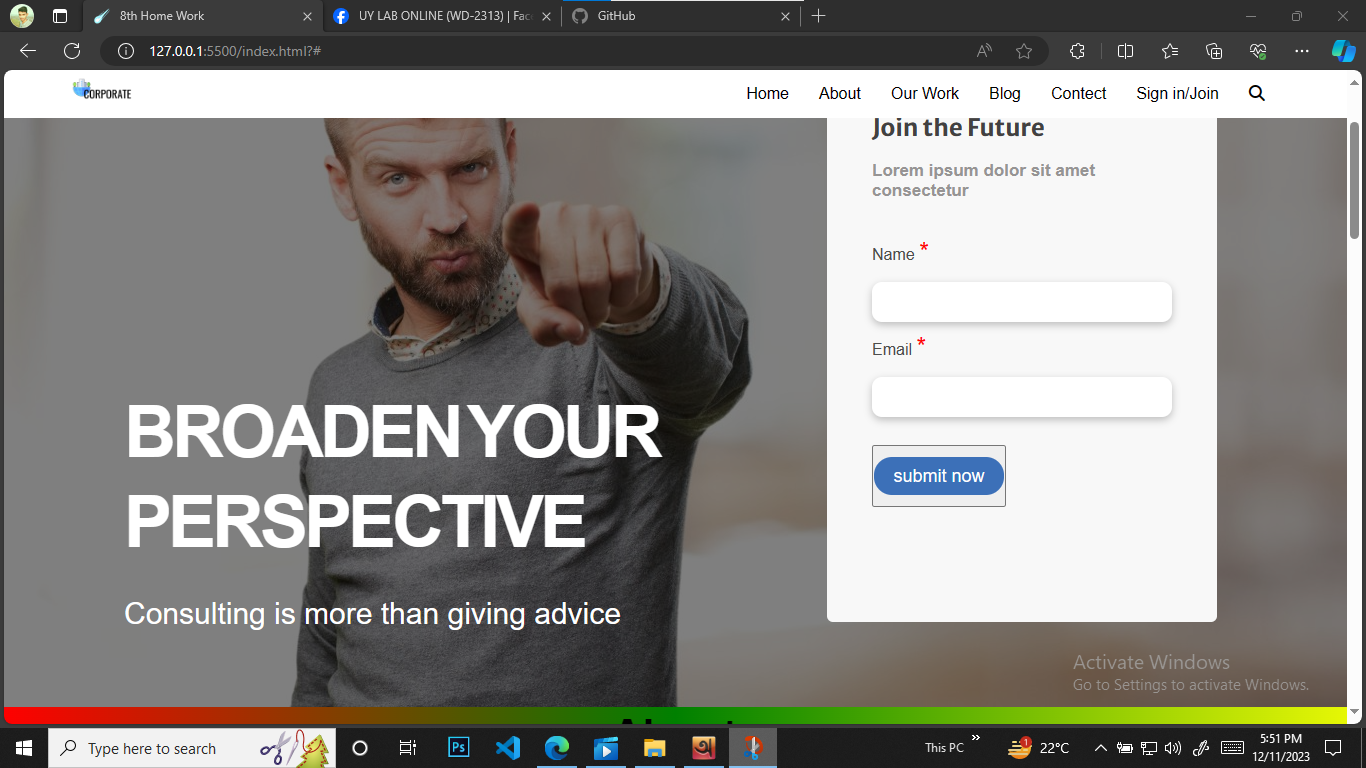 8th Home Work
UY LAB ONLINE (WD-2313) | Fac
GitHub
127.0.0.1:5500/index.html?#
CORPORATE
Home
About
Our Work
Blog
Contact
Sign in/Join
Join the Future
Lorem ipsum dolor sit amet
consectetur
Name *
Email *
submit now
BROADEN YOUR
PERSPECTIVE
Consulting is more than giving advice
Activate Windows
Go to Settings to activate Windows.
Type here to search
Ps
This PC
1
22°C
অ
5:51 PM
12/11/2023